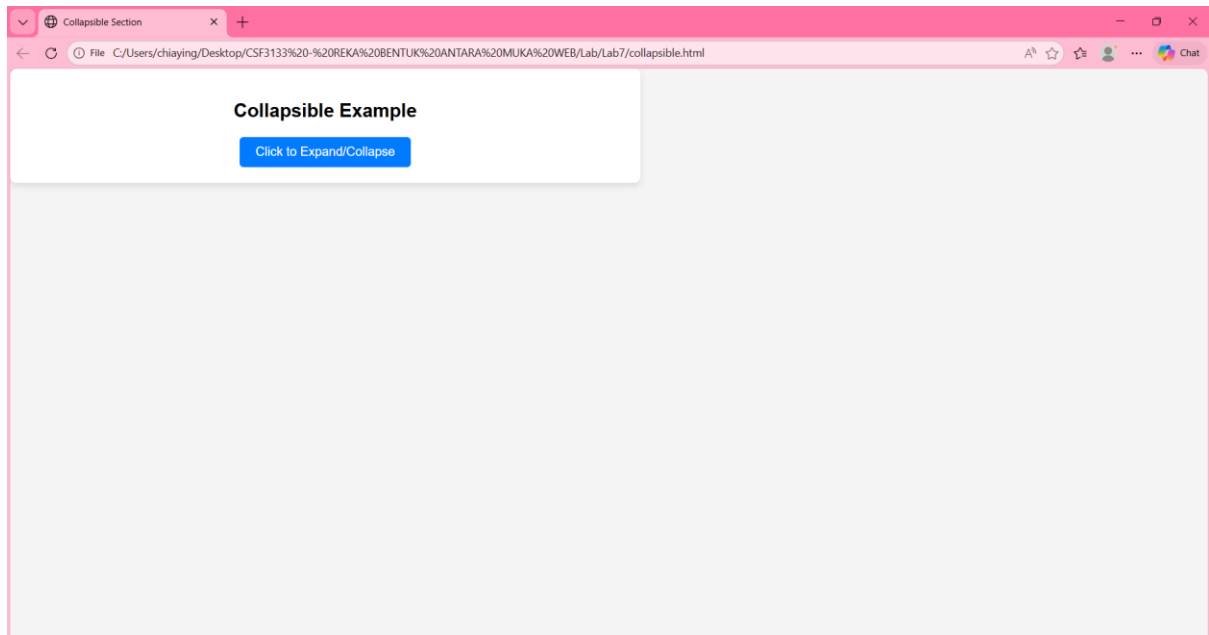 Collapsible Section
File C:/Users/chiaying/Desktop/CSF3133%20-%20REKA%20BENTUK%20ANTARA%20MUKA%20WEB/Lab/Lab7/collapsible.html
Chat
Collapsible Example
Click to Expand/Collapse